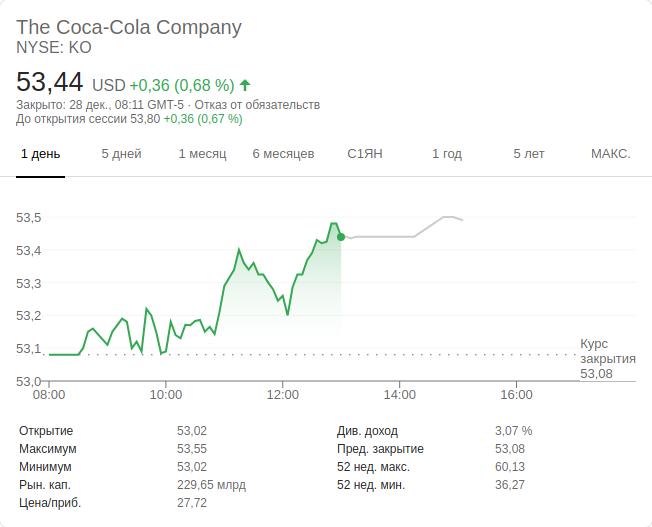 The Coca-Cola Company
NYSE: KO
53,44 USD +0,36 (0,68 %)
Закрыто: 28 дек., 08:11 GMT-5 · Отказ от обязательств
До открытия сессии 53,80 +0,36 (0,67 %)
1 день 5 дней 1 месяц 6 месяцев С1ЯН 1 год 5 лет МАКС.
53,5
53,4
53,3
53,2
53,1
53,0
Курс
закрытия
53,08
08:00 10:00 12:00 14:00 16:00
Открытие 53,02 Див. доход 3,07 %
Максимум 53,55 Пред. закрытие 53,08
Минимум 53,02 52 нед. макс. 60,13
Рын. кап. 229,65 млрд 52 нед. мин. 36,27
Цена/приб. 27,72